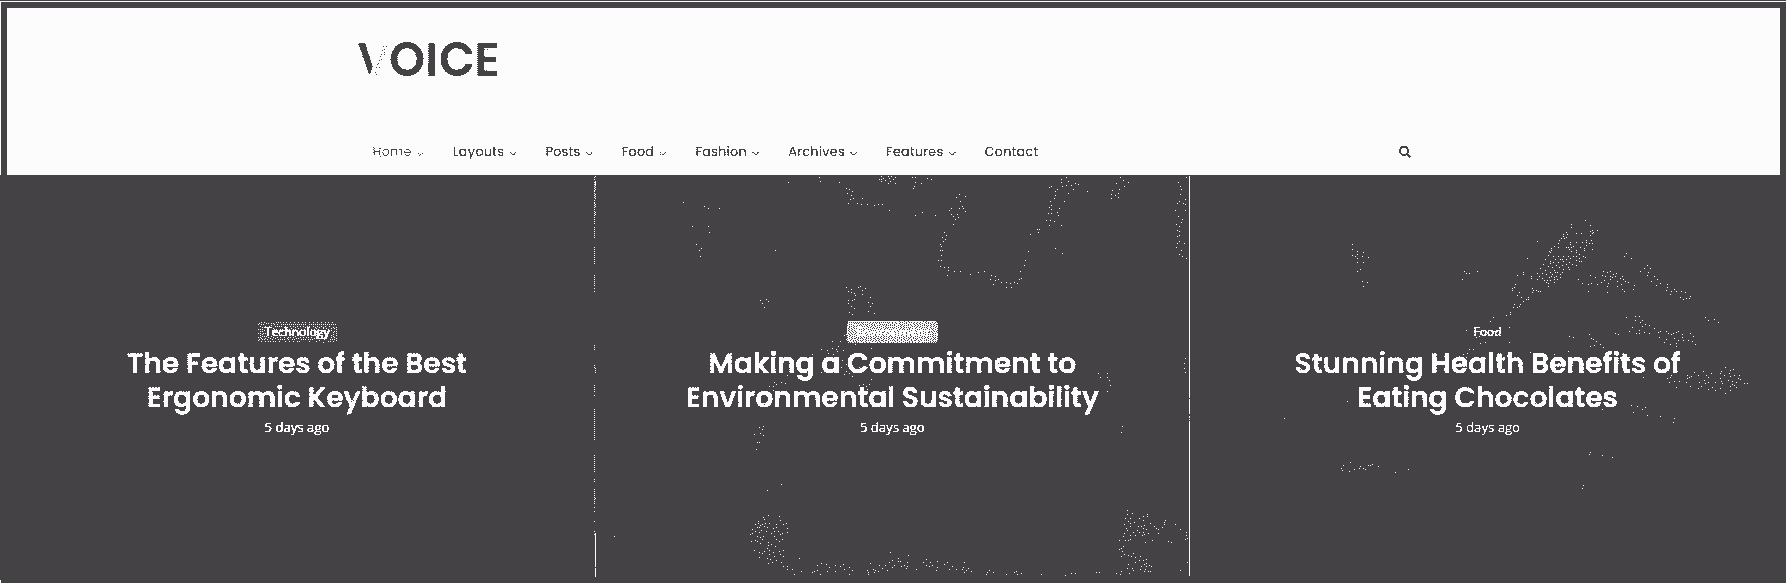 VOICE
Home Layouts Posts Food Fashion Archives Features Contact
Technology
The Features of the Best
Ergonomic Keyboard
5 days ago
Making a Commitment to
Environmental Sustainability
5 days ago
Food
Stunning Health Benefits of
Eating Chocolates
5 days ago